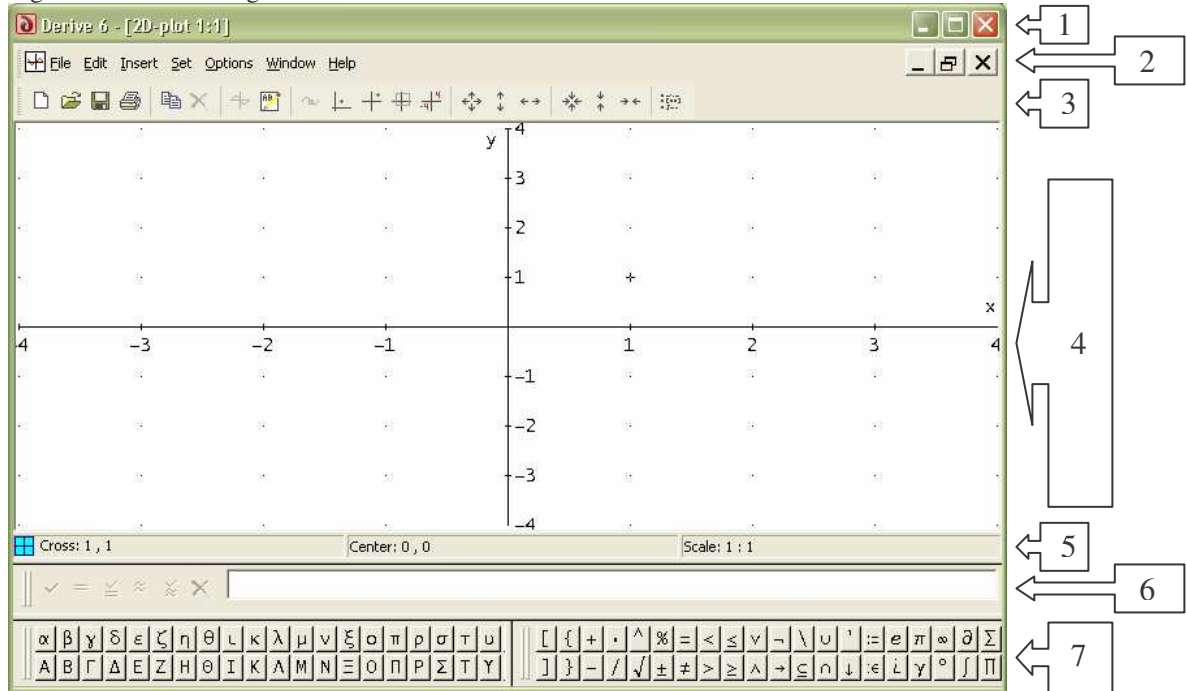 Derive 6 - [2D-plot 1:1]
1
File Edit Insert Set Options Window Help
2
3
y
4
3
2
1
x
-4 -3 -2 -1 1 2 3 4
-1
-2
-3
-4
4
Cross: 1 , 1 Center: 0 , 0 Scale: 1 : 1
5
6
α β γ δ ε ζ η θ ι κ λ μ ν ξ ο π ρ σ τ υ [ { + · ^ % = < ≤ ∨ ¬ \ ∪ ' := e π ∞ ∂ Σ
Α Β Γ Δ Ε Ζ Η Θ Ι Κ Λ Μ Ν Ξ Ο Π Ρ Σ Τ Υ ] } - / √ ± ≠ > ≥ ∧ → ⊆ ∩ ↓ :∈ i γ ° ∫ Π
7